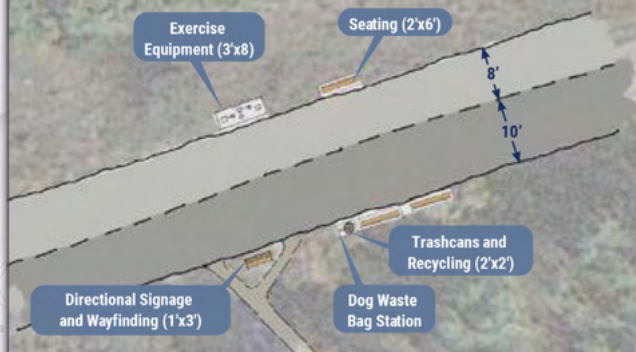 Exercise
Equipment (3'x8)
Seating (2'x6')
8'
10'
Trashcans and
Recycling (2'x2')
Directional Signage
and Wayfinding (1'x3')
Dog Waste
Bag Station